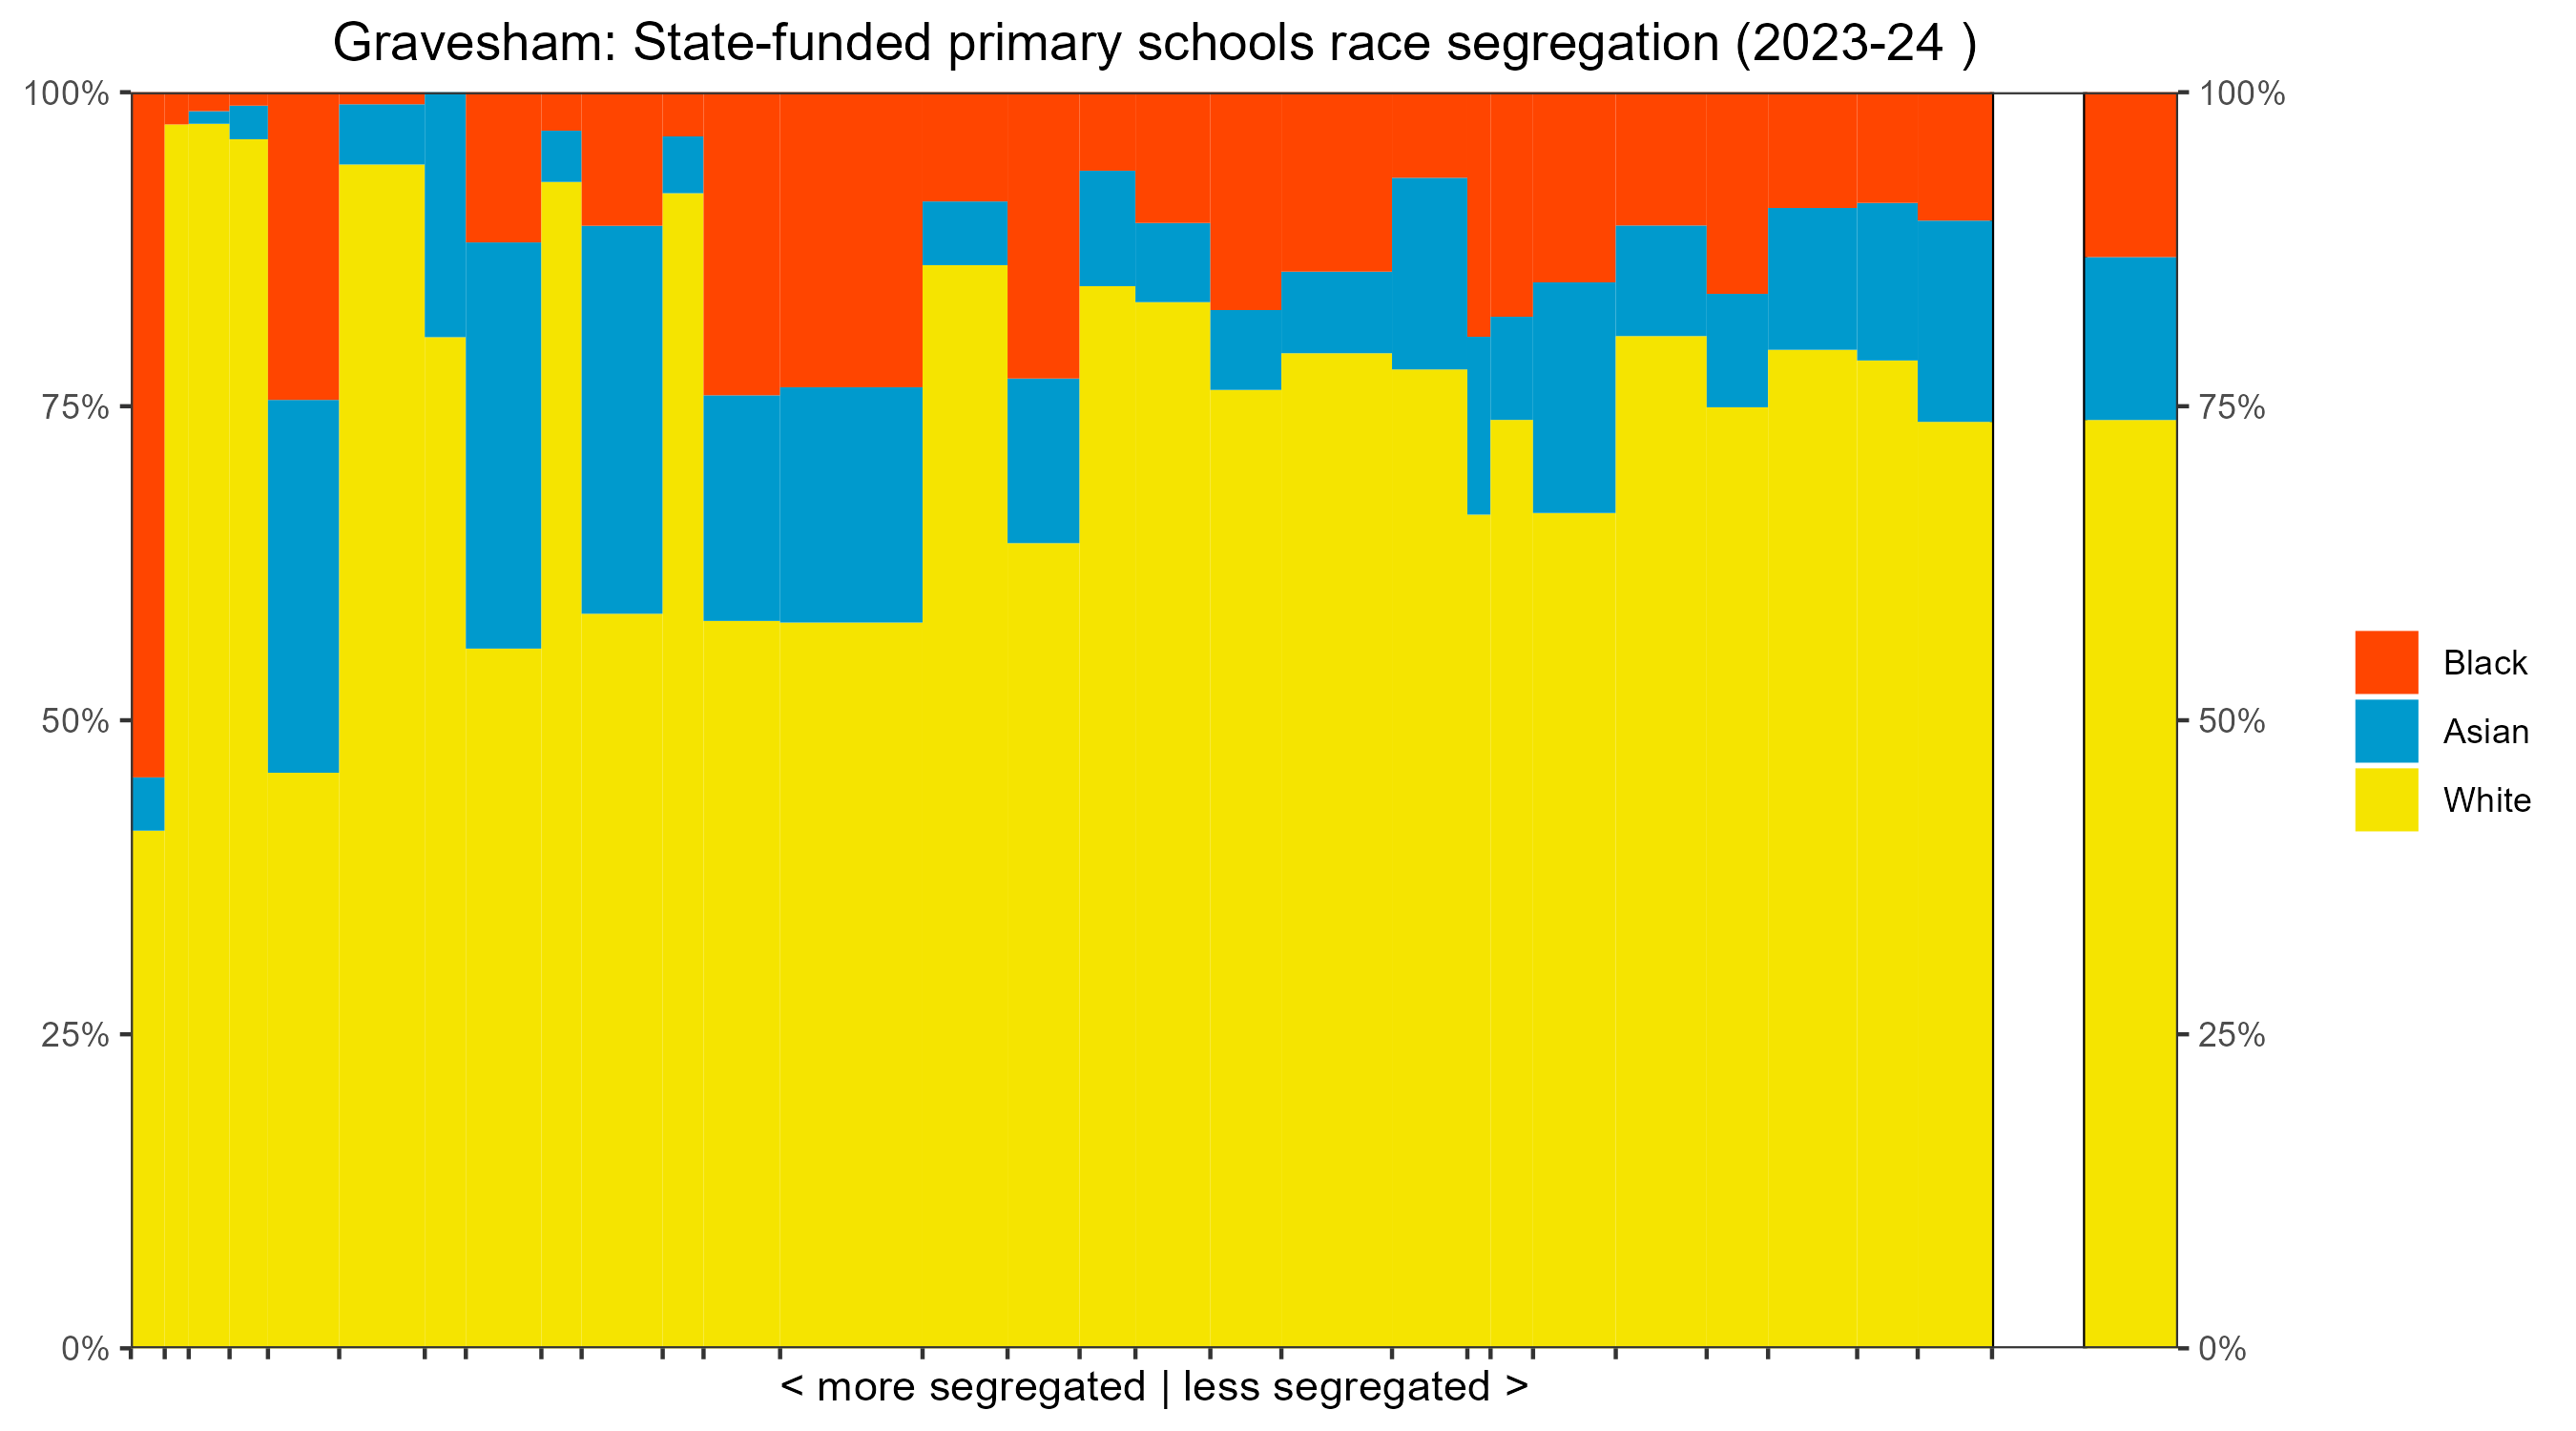 Gravesham: State-funded primary schools race segregation (2023-24 )
100%
75%
50%
25%
0%
100%
75%
50%
25%
0%
Black
Asian
White
< more segregated | less segregated >